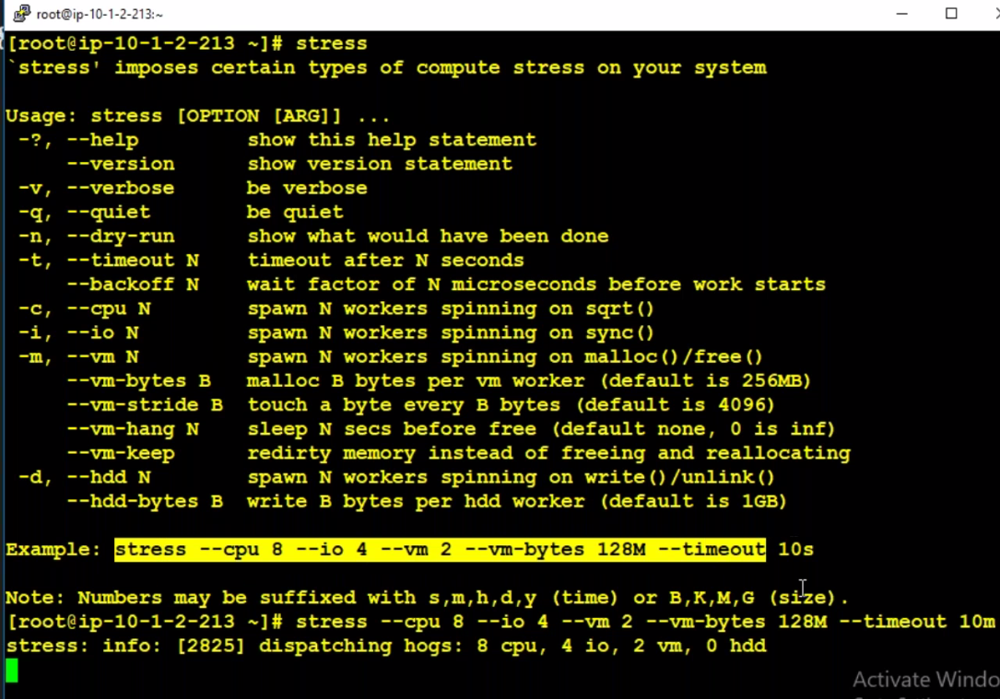 root@ip-10-1-2-213:~
[root@ip-10-1-2-213 ~]# stress
`stress' imposes certain types of compute stress on your system
Usage: stress [OPTION [ARG]] ...
-?, --help show this help statement
--version show version statement
-v, --verbose be verbose
-q, --quiet be quiet
-n, --dry-run show what would have been done
-t, --timeout N timeout after N seconds
--backoff N wait factor of N microseconds before work starts
-c, --cpu N spawn N workers spinning on sqrt()
-i, --io N spawn N workers spinning on sync()
-m, --vm N spawn N workers spinning on malloc()/free()
--vm-bytes B malloc B bytes per vm worker (default is 256MB)
--vm-stride B touch a byte every B bytes (default is 4096)
--vm-hang N sleep N secs before free (default none, 0 is inf)
--vm-keep redirty memory instead of freeing and reallocating
-d, --hdd N spawn N workers spinning on write()/unlink()
--hdd-bytes B write B bytes per hdd worker (default is 1GB)
Example: stress --cpu 8 --io 4 --vm 2 --vm-bytes 128M --timeout 10s
Note: Numbers may be suffixed with s,m,h,d,y (time) or B,K,M,G (size).
[root@ip-10-1-2-213 ~]# stress --cpu 8 --io 4 --vm 2 --vm-bytes 128M --timeout 10m
stress: info: [2825] dispatching hogs: 8 cpu, 4 io, 2 vm, 0 hdd
Activate Windo